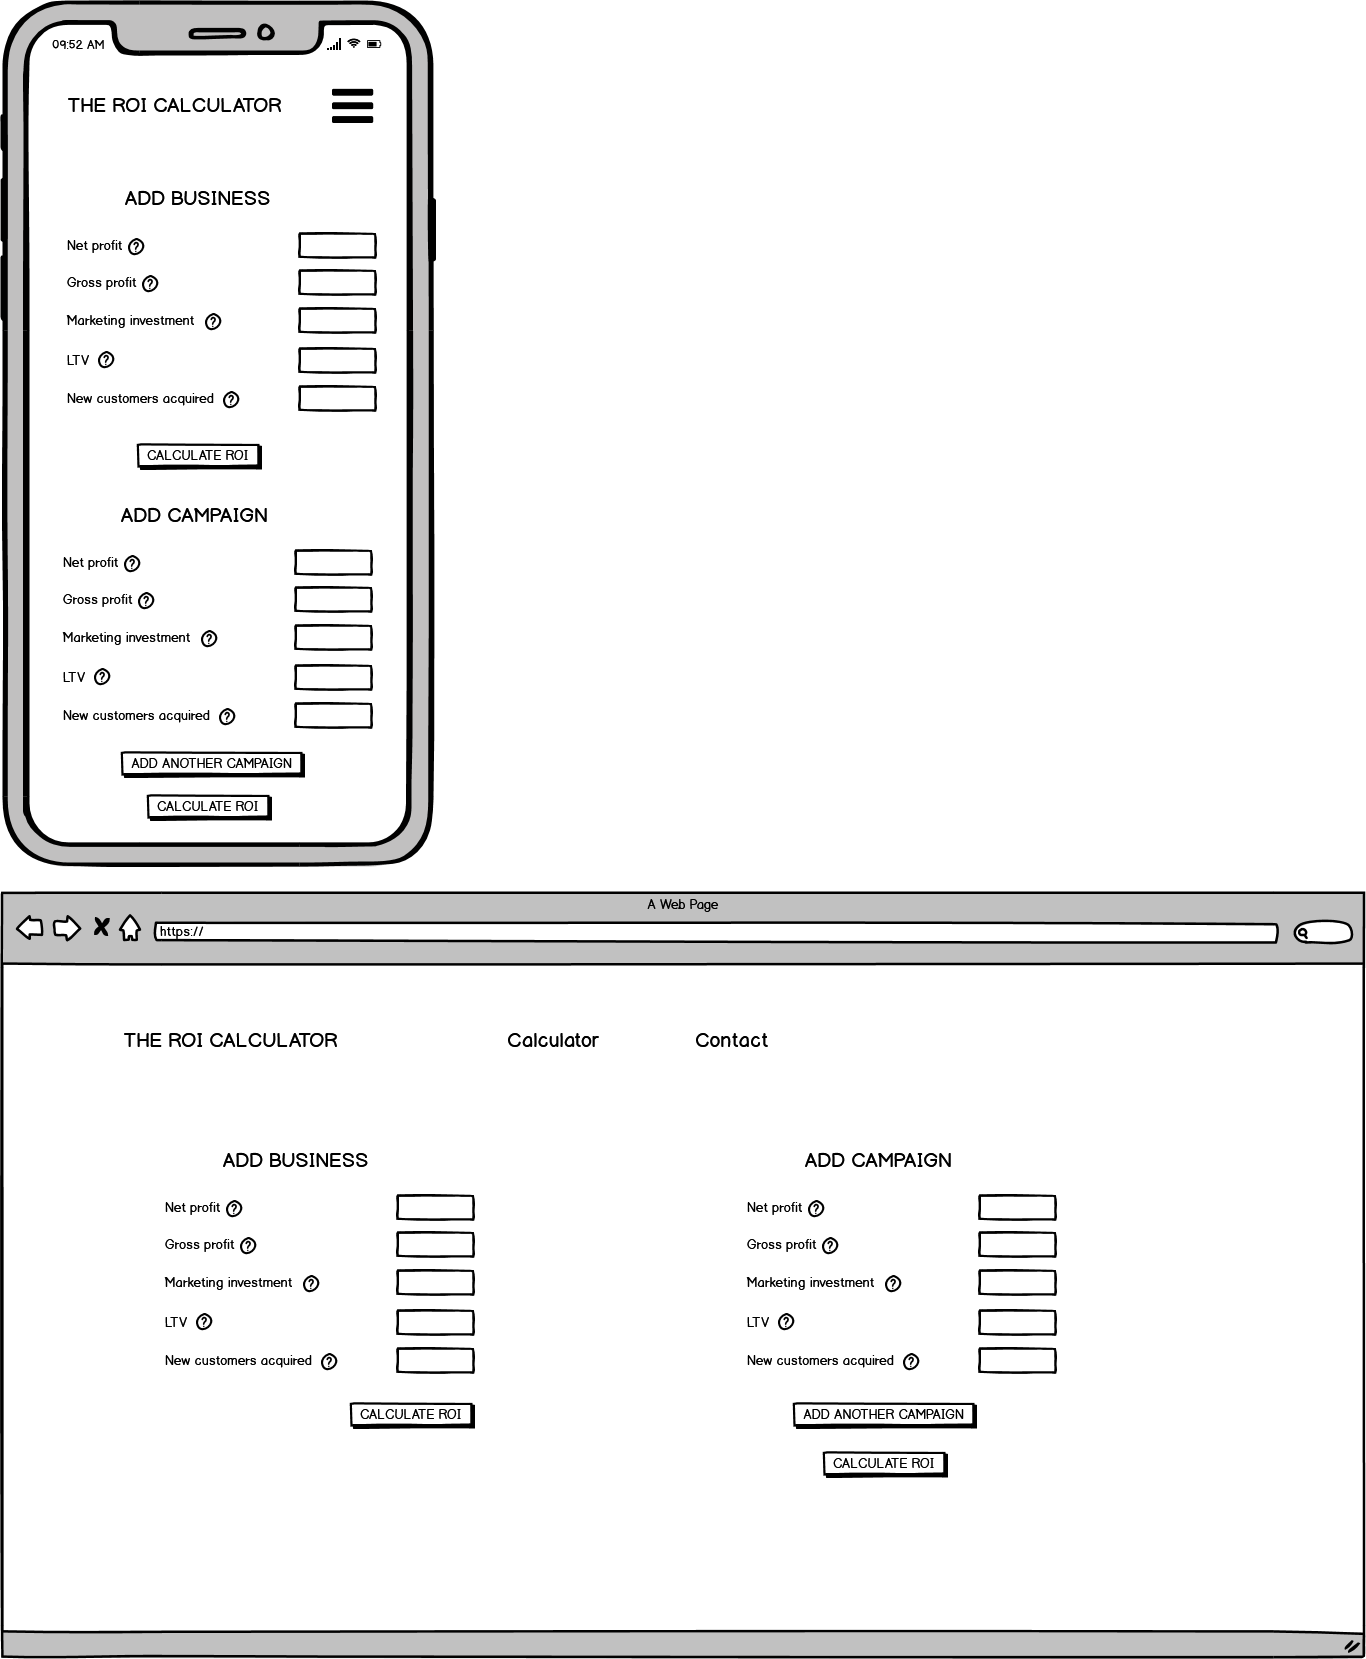 09:52 AM
THE ROI CALCULATOR
ADD BUSINESS
Net profit ?
Gross profit ?
Marketing investment ?
LTV ?
New customers acquired ?
CALCULATE ROI
ADD CAMPAIGN
Net profit ?
Gross profit ?
Marketing investment ?
LTV ?
New customers acquired ?
ADD ANOTHER CAMPAIGN
CALCULATE ROI
A Web Page
https://
THE ROI CALCULATOR Calculator Contact
ADD BUSINESS
Net profit ?
Gross profit ?
Marketing investment ?
LTV ?
New customers acquired ?
CALCULATE ROI
ADD CAMPAIGN
Net profit ?
Gross profit ?
Marketing investment ?
LTV ?
New customers acquired ?
ADD ANOTHER CAMPAIGN
CALCULATE ROI